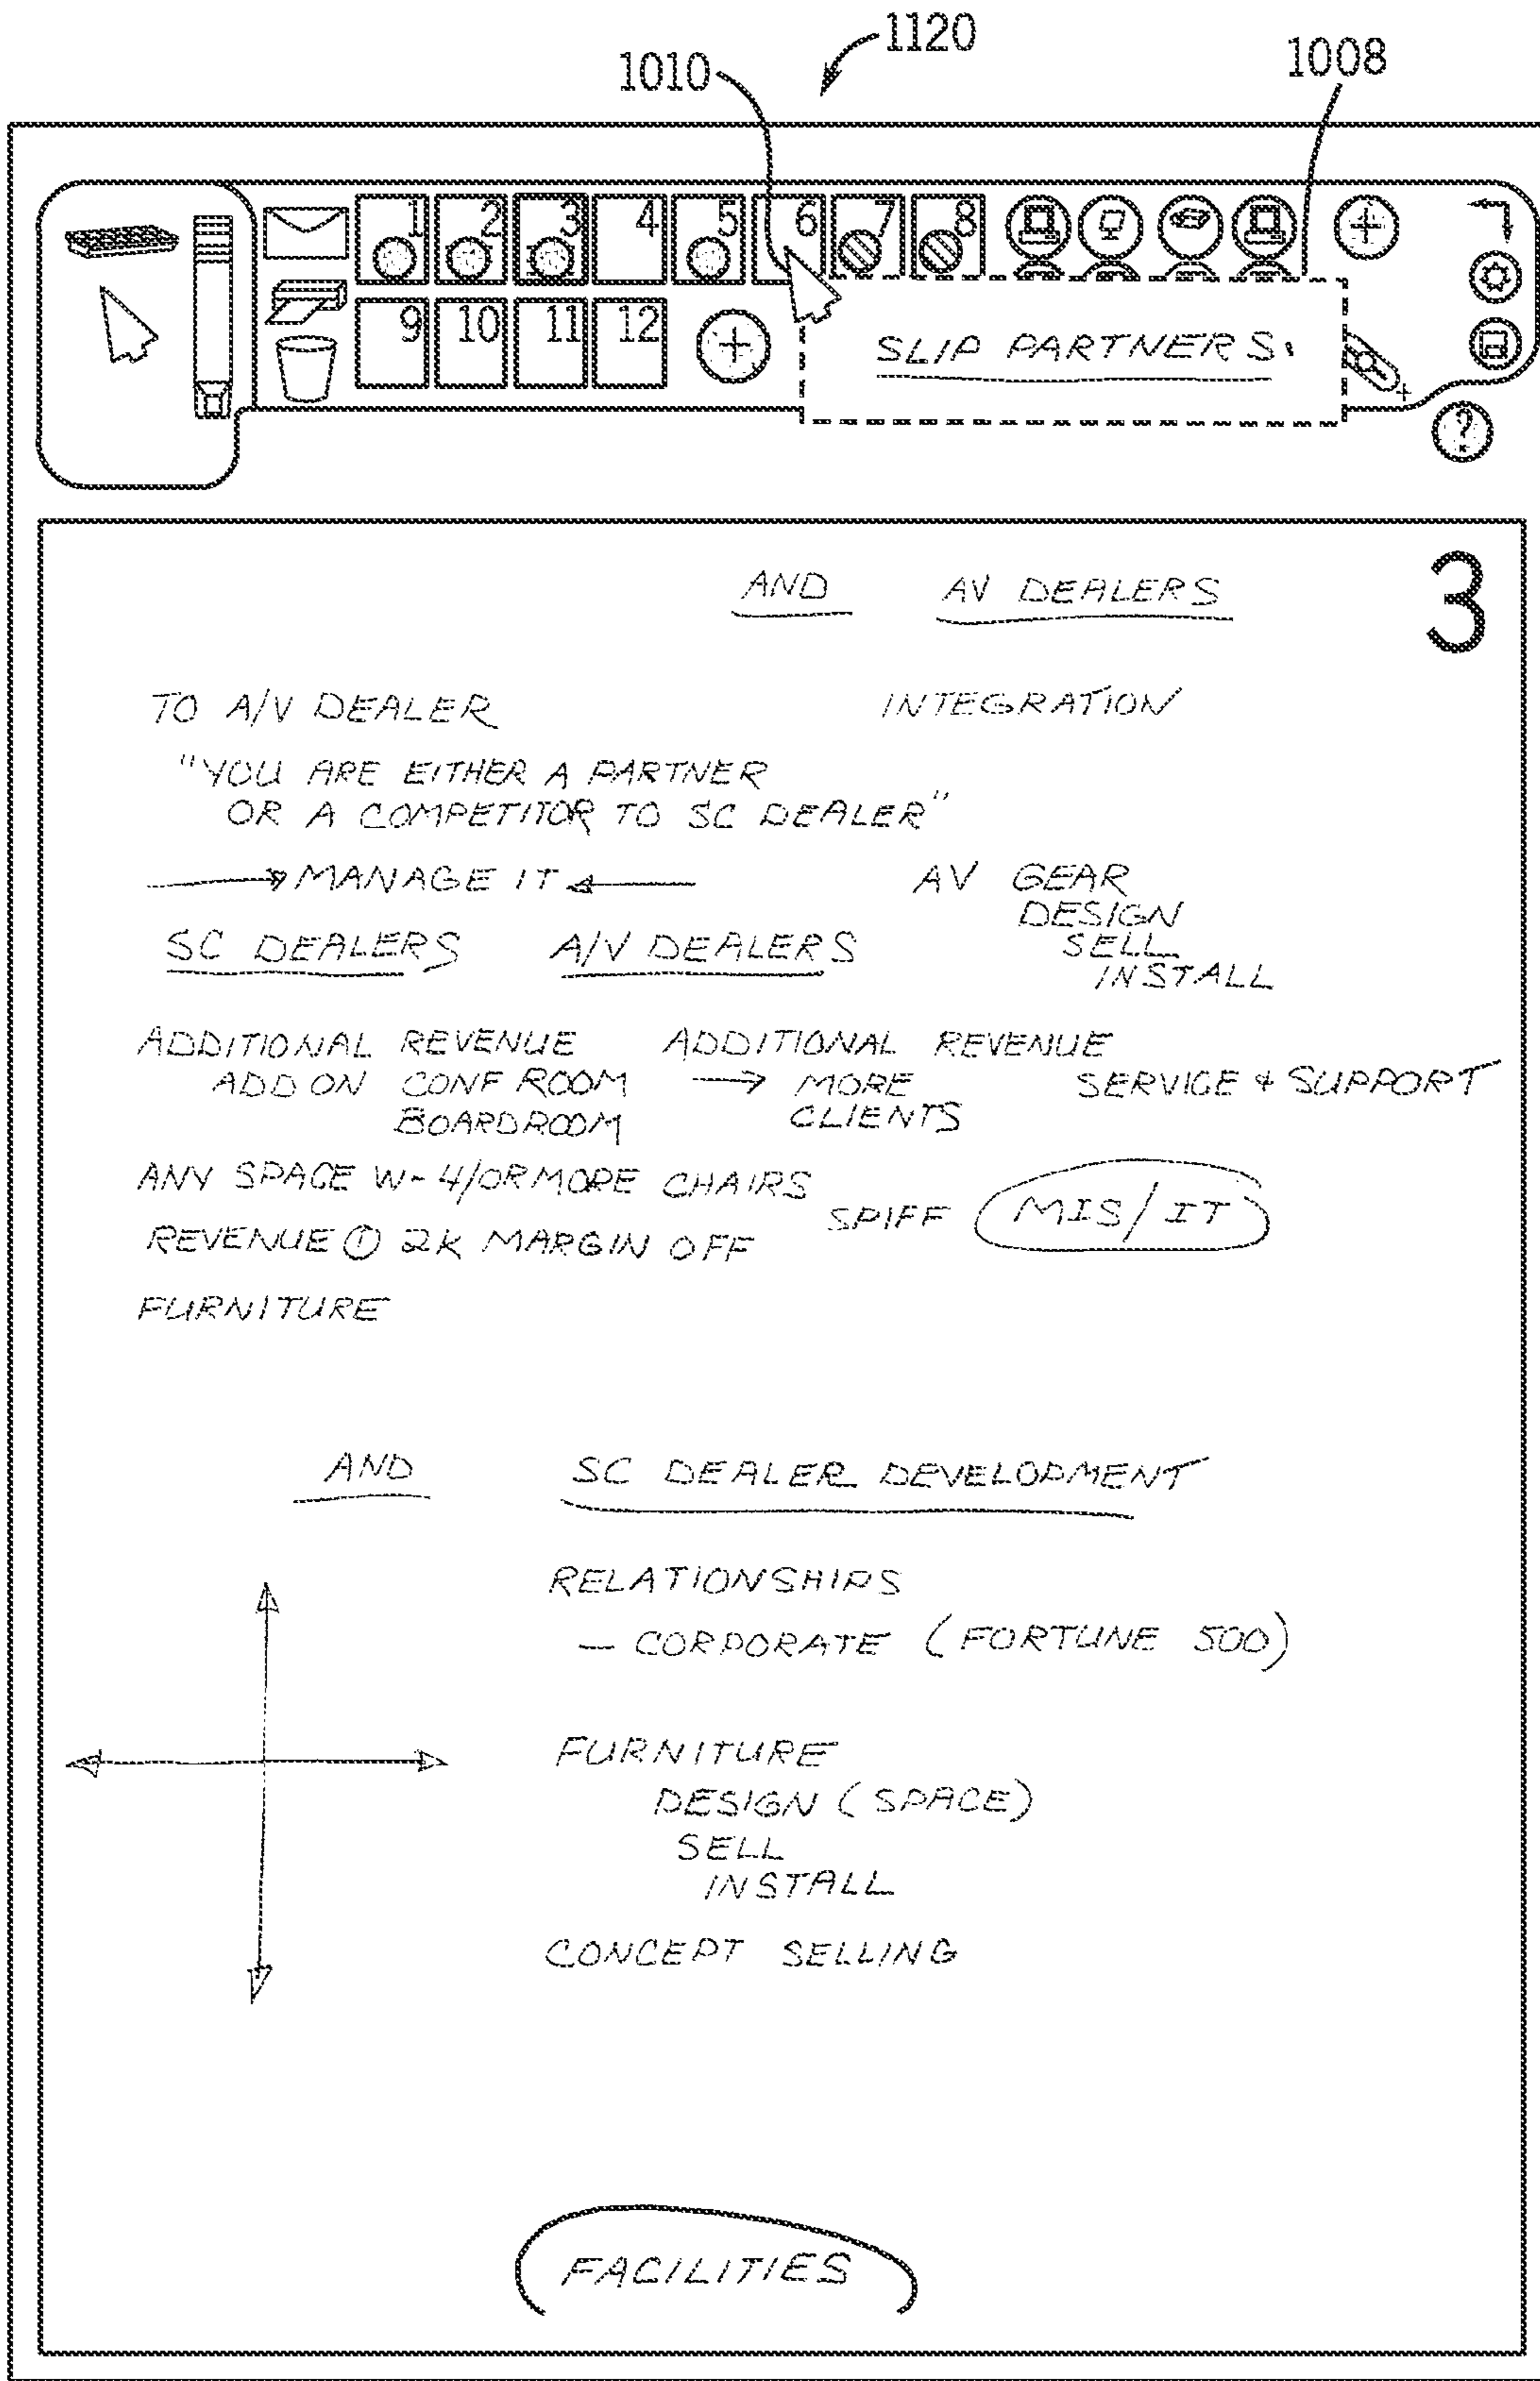 1120
1010
1008
1 2 3 4 5 6 7 8
9 10 11 12
SLIP PARTNERS
?
3
AND AV DEALERS
TO A/V DEALER INTEGRATION
"YOU ARE EITHER A PARTNER
OR A COMPETITOR TO SC DEALER"
MANAGE IT AV GEAR
DESIGN
SC DEALERS A/V DEALERS SELL
INSTALL
ADDITIONAL REVENUE ADDITIONAL REVENUE
ADD ON CONF ROOM → MORE SERVICE & SUPPORT
BOARDROOM CLIENTS
ANY SPACE W- 4/OR MORE CHAIRS
SPIFF MIS/IT
REVENUE ① 2K MARGIN OFF
FURNITURE
AND SC DEALER DEVELOPMENT
RELATIONSHIPS
— CORPORATE (FORTUNE 500)
FURNITURE
DESIGN (SPACE)
SELL
INSTALL
CONCEPT SELLING
FACILITIES